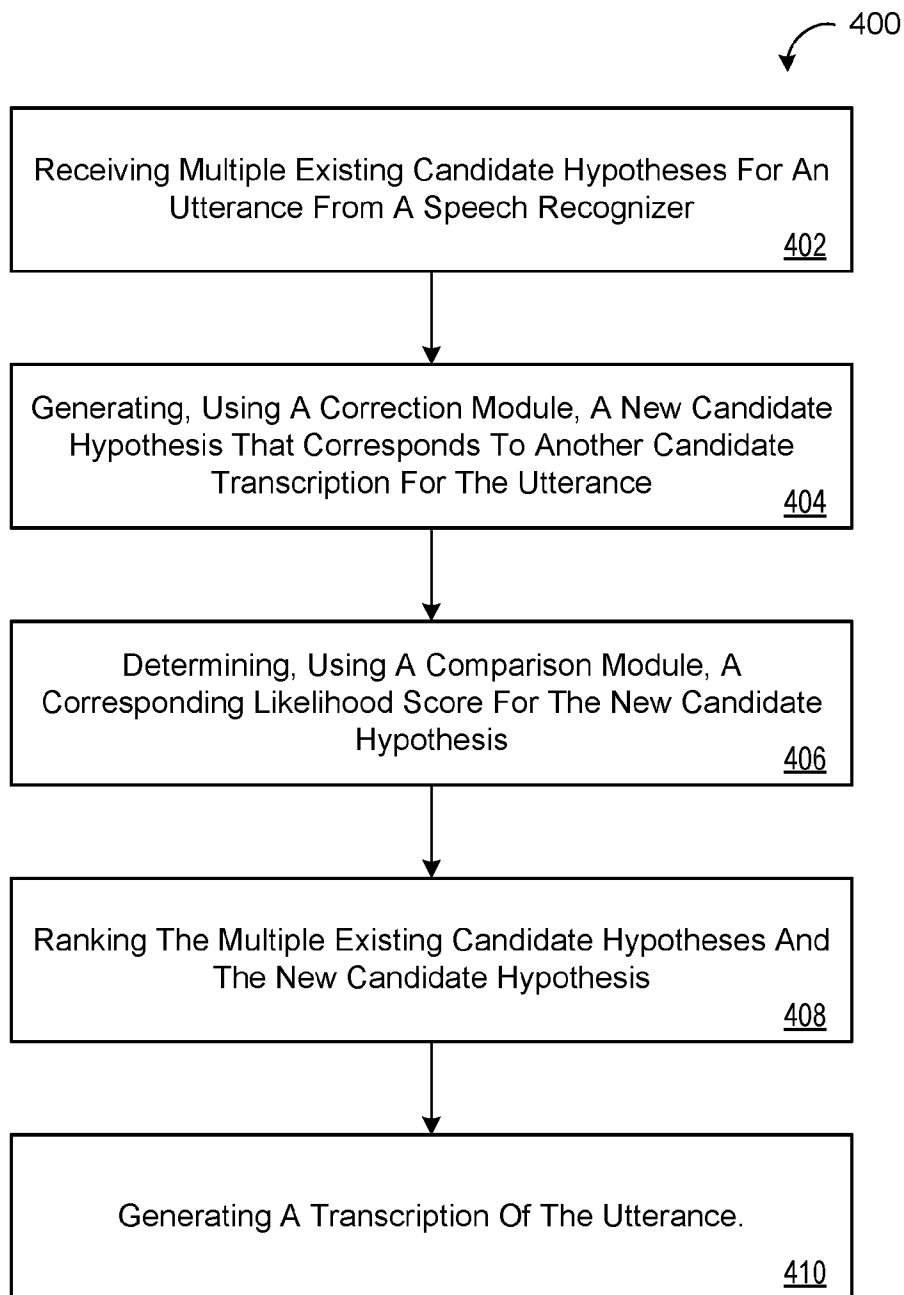 400
Receiving Multiple Existing Candidate Hypotheses For An
Utterance From A Speech Recognizer
402
Generating, Using A Correction Module, A New Candidate
Hypothesis That Corresponds To Another Candidate
Transcription For The Utterance
404
Determining, Using A Comparison Module, A
Corresponding Likelihood Score For The New Candidate
Hypothesis
406
Ranking The Multiple Existing Candidate Hypotheses And
The New Candidate Hypothesis
408
Generating A Transcription Of The Utterance.
410